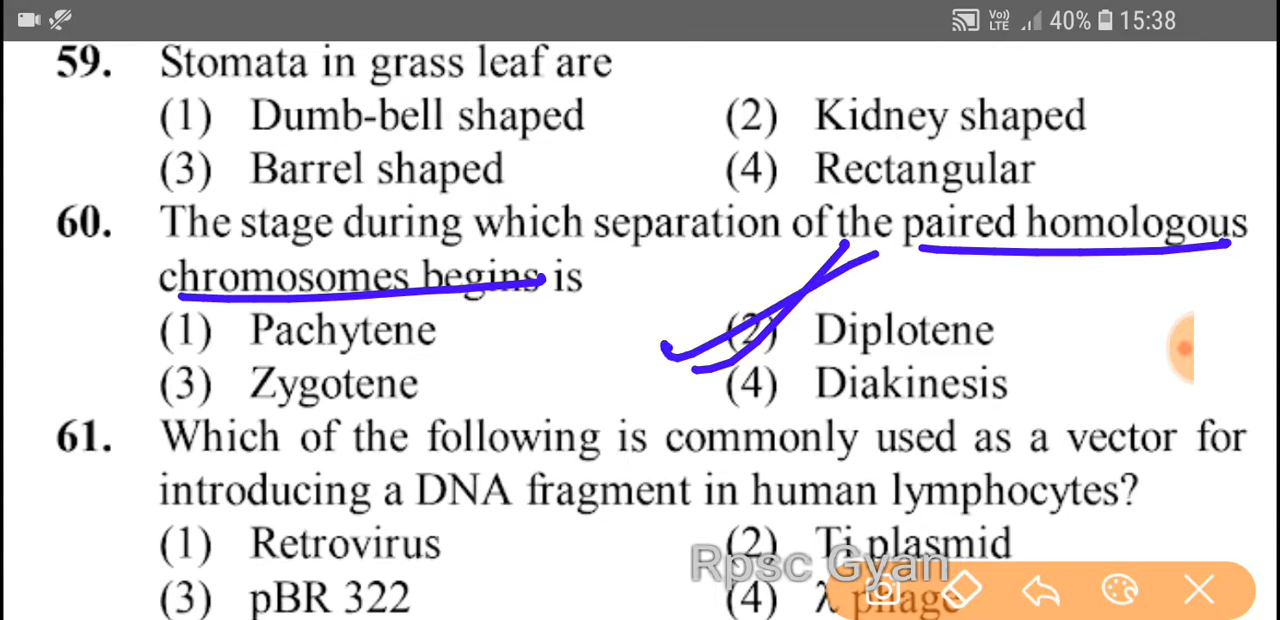 Vo)) 40% 15:38
LTE
59. Stomata in grass leaf are
(1) Dumb-bell shaped (2) Kidney shaped
(3) Barrel shaped (4) Rectangular
60. The stage during which separation of the paired homologous
chromosomes begins is
(1) Pachytene (2) Diplotene
(3) Zygotene (4) Diakinesis
61. Which of the following is commonly used as a vector for
introducing a DNA fragment in human lymphocytes?
(1) Retrovirus (2) Ti plasmid
Rpsc Gyan
(3) pBR 322 (4) λ phage